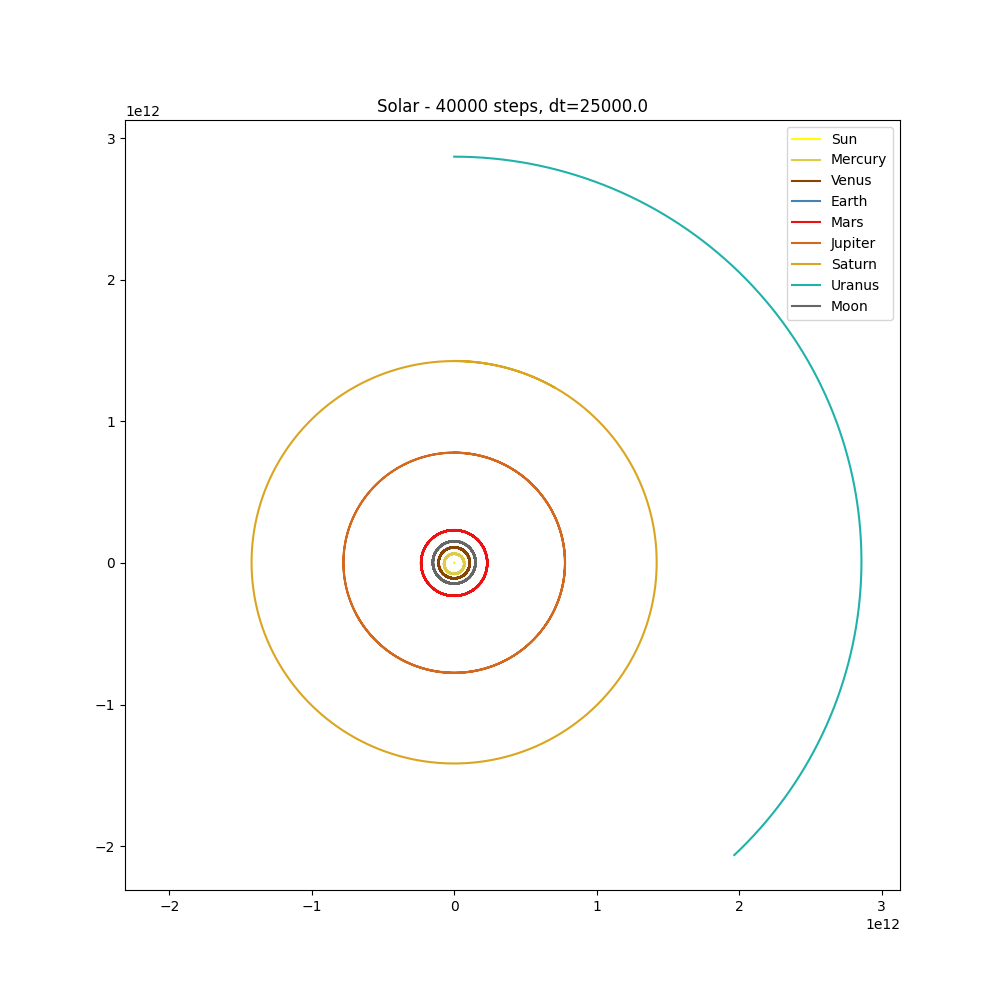 Solar - 40000 steps, dt=25000.0
1e12
3
2
1
0
−1
−2
Sun
Mercury
Venus
Earth
Mars
Jupiter
Saturn
Uranus
Moon
−2 −1 0 1 2 3
1e12